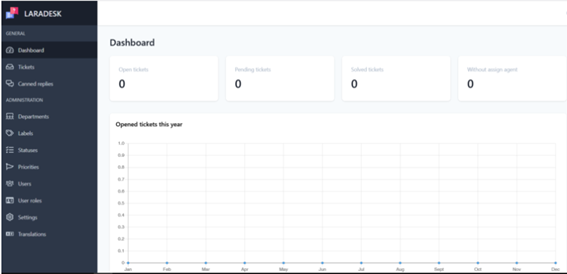 LARADESK
GENERAL
Dashboard
Tickets
Canned replies
ADMINISTRATION
Departments
Labels
Statuses
Priorities
Users
User roles
Settings
Translations
Dashboard
Open tickets
Pending tickets
Solved tickets
Without assign agent
0
0
0
0
Opened tickets this year
1.0
0.9
0.8
0.7
0.6
0.5
0.4
0.3
0.2
0.1
0
Jan Feb Mar Apr May Jun Jul Aug Sept Oct Nov Dec